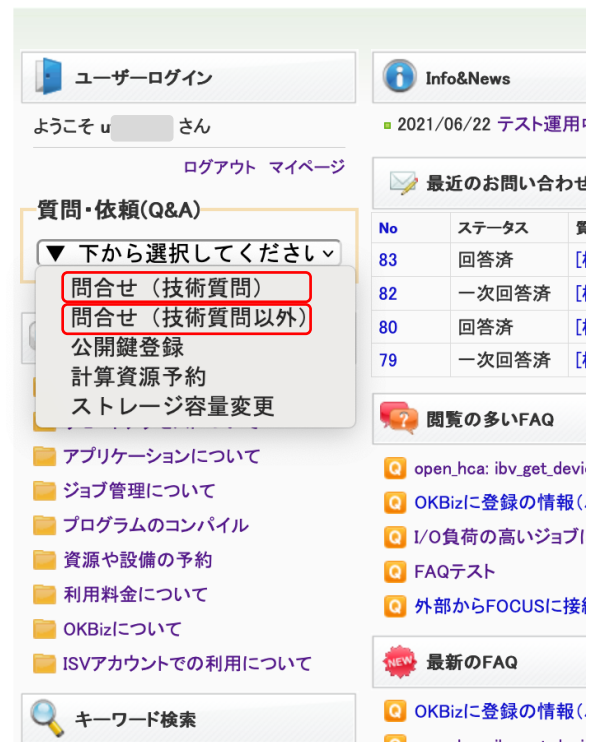 ユーザーログイン
ようこそ u さん
ログアウト マイページ
質問・依頼(Q&A)
▼ 下から選択してください
問合せ（技術質問）
問合せ（技術質問以外）
公開鍵登録
計算資源予約
ストレージ容量変更
アプリケーションについて
ジョブ管理について
プログラムのコンパイル
資源や設備の予約
利用料金について
OKBizについて
ISVアカウントでの利用について
キーワード検索
Info&News
2021/06/22 テスト運用
最近のお問い合わせ
No ステータス
83 回答済
82 一次回答済
80 回答済
79 一次回答済
閲覧の多いFAQ
open_hca: ibv_get_devi
OKBizに登録の情報(
I/O負荷の高いジョブ
FAQテスト
外部からFOCUSに接
NEW 最新のFAQ
OKBizに登録の情報(